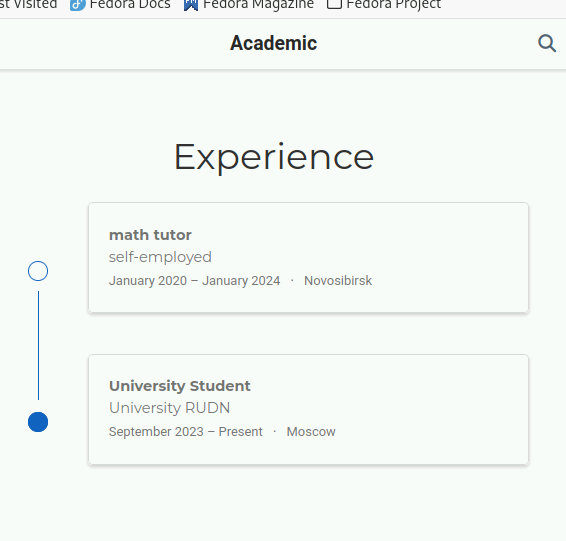 st Visited Fedora Docs Fedora Magazine Fedora Project
Academic
Experience
math tutor
self-employed
January 2020 – January 2024 · Novosibirsk
University Student
University RUDN
September 2023 – Present · Moscow